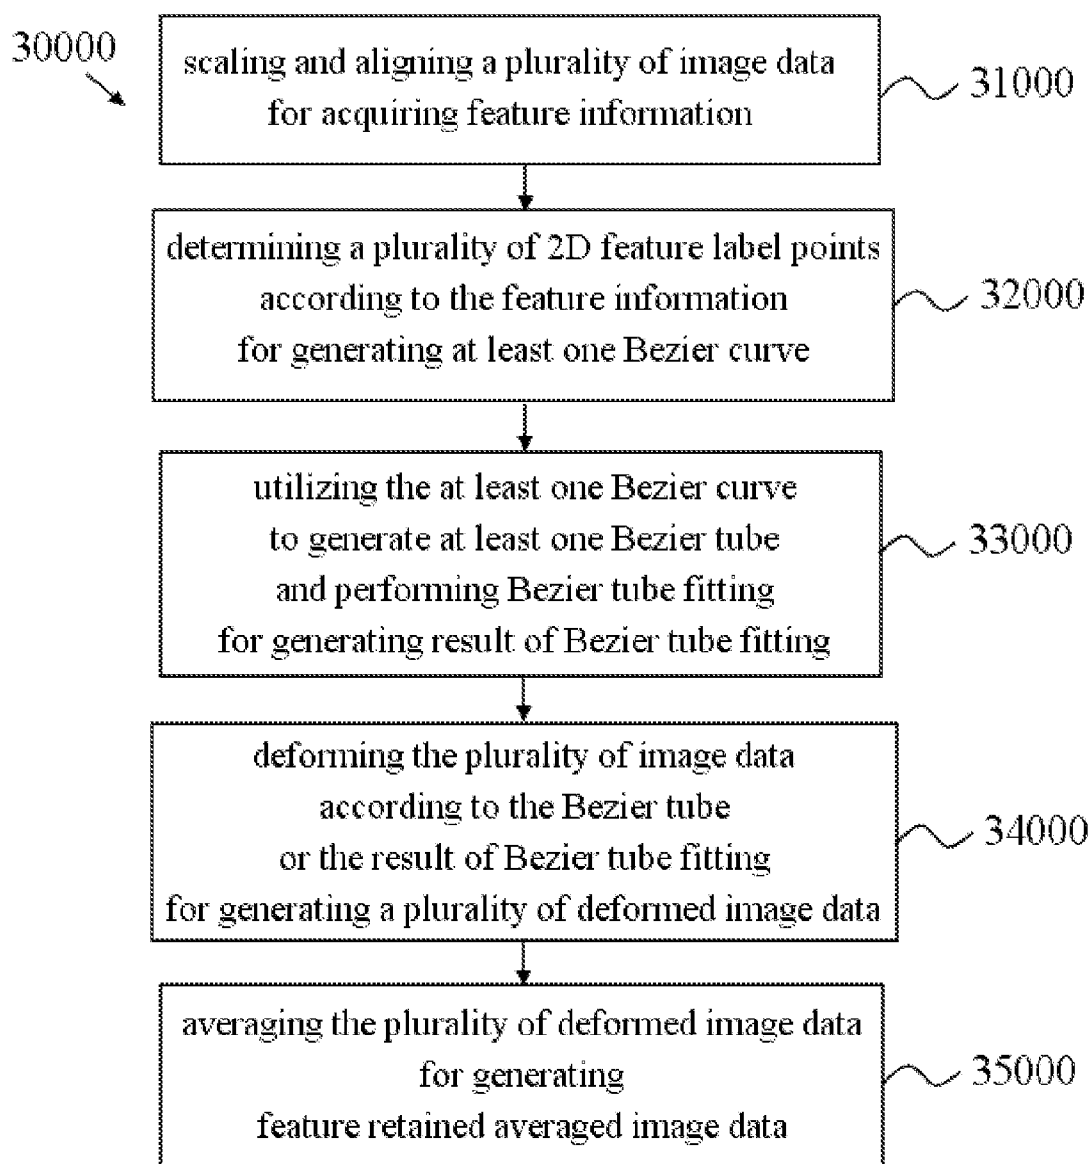 30000
scaling and aligning a plurality of image data
for acquiring feature information
31000
determining a plurality of 2D feature label points
according to the feature information
for generating at least one Bezier curve
32000
utilizing the at least one Bezier curve
to generate at least one Bezier tube
and performing Bezier tube fitting
for generating result of Bezier tube fitting
33000
deforming the plurality of image data
according to the Bezier tube
or the result of Bezier tube fitting
for generating a plurality of deformed image data
34000
averaging the plurality of deformed image data
for generating
feature retained averaged image data
35000